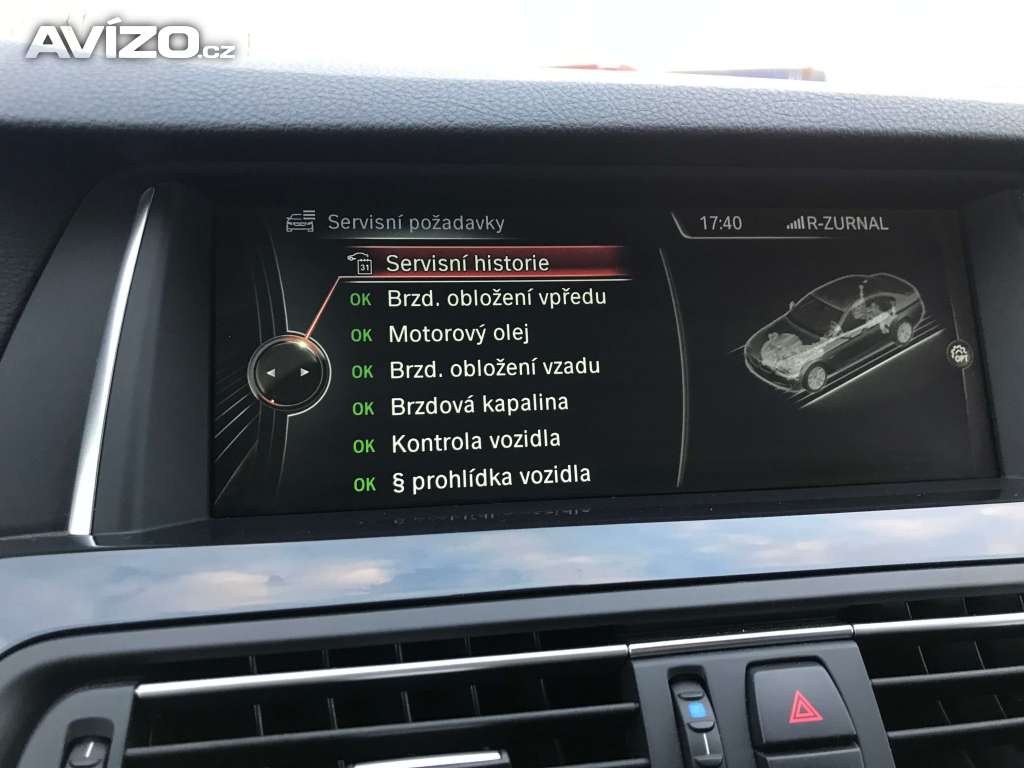 AVÍZO.cz
Servisní požadavky
17:40
R-ZURNAL
Servisní historie
31
OK Brzd. obložení vpředu
OK Motorový olej
OK Brzd. obložení vzadu
OK Brzdová kapalina
OK Kontrola vozidla
OK § prohlídka vozidla
OPT